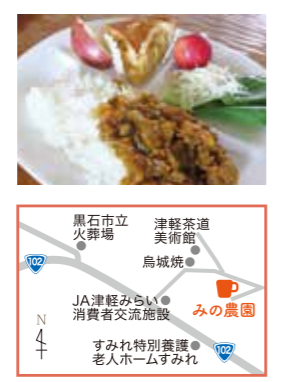 黒石市立
火葬場
津軽茶道
美術館
烏城焼
102
みの農園
JA津軽みらい
消費者交流施設
N
すみれ特別養護
老人ホームすみれ
102